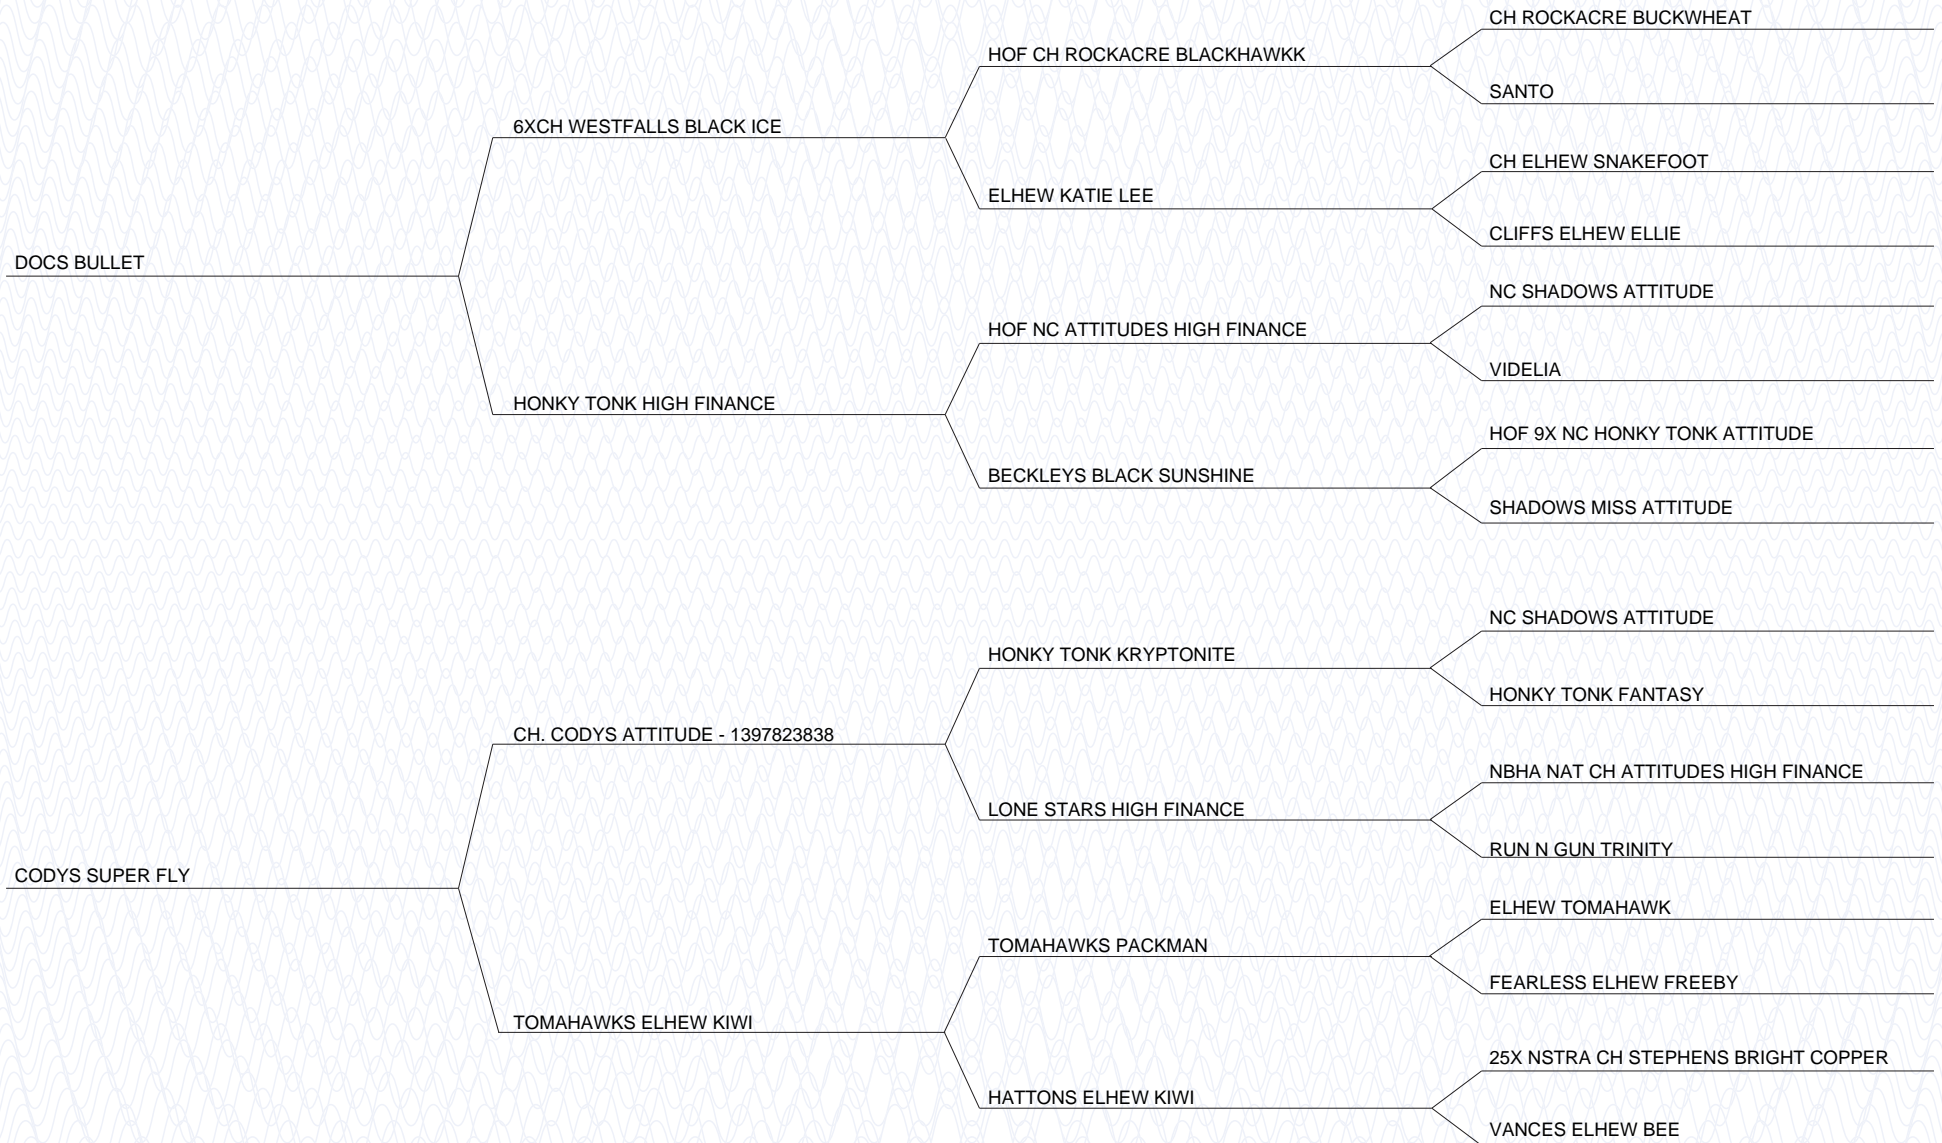 CH ROCKACRE BUCKWHEAT
HOF CH ROCKACRE BLACKHAWKK
SANTO
6XCH WESTFALLS BLACK ICE
CH ELHEW SNAKEFOOT
ELHEW KATIE LEE
CLIFFS ELHEW ELLIE
DOCS BULLET
NC SHADOWS ATTITUDE
HOF NC ATTITUDES HIGH FINANCE
VIDELIA
HONKY TONK HIGH FINANCE
HOF 9X NC HONKY TONK ATTITUDE
BECKLEYS BLACK SUNSHINE
SHADOWS MISS ATTITUDE
NC SHADOWS ATTITUDE
HONKY TONK KRYPTONITE
HONKY TONK FANTASY
CH. CODYS ATTITUDE - 1397823838
NBHA NAT CH ATTITUDES HIGH FINANCE
LONE STARS HIGH FINANCE
RUN N GUN TRINITY
CODYS SUPER FLY
ELHEW TOMAHAWK
TOMAHAWKS PACKMAN
FEARLESS ELHEW FREEBY
TOMAHAWKS ELHEW KIWI
25X NSTRA CH STEPHENS BRIGHT COPPER
HATTONS ELHEW KIWI
VANCES ELHEW BEE